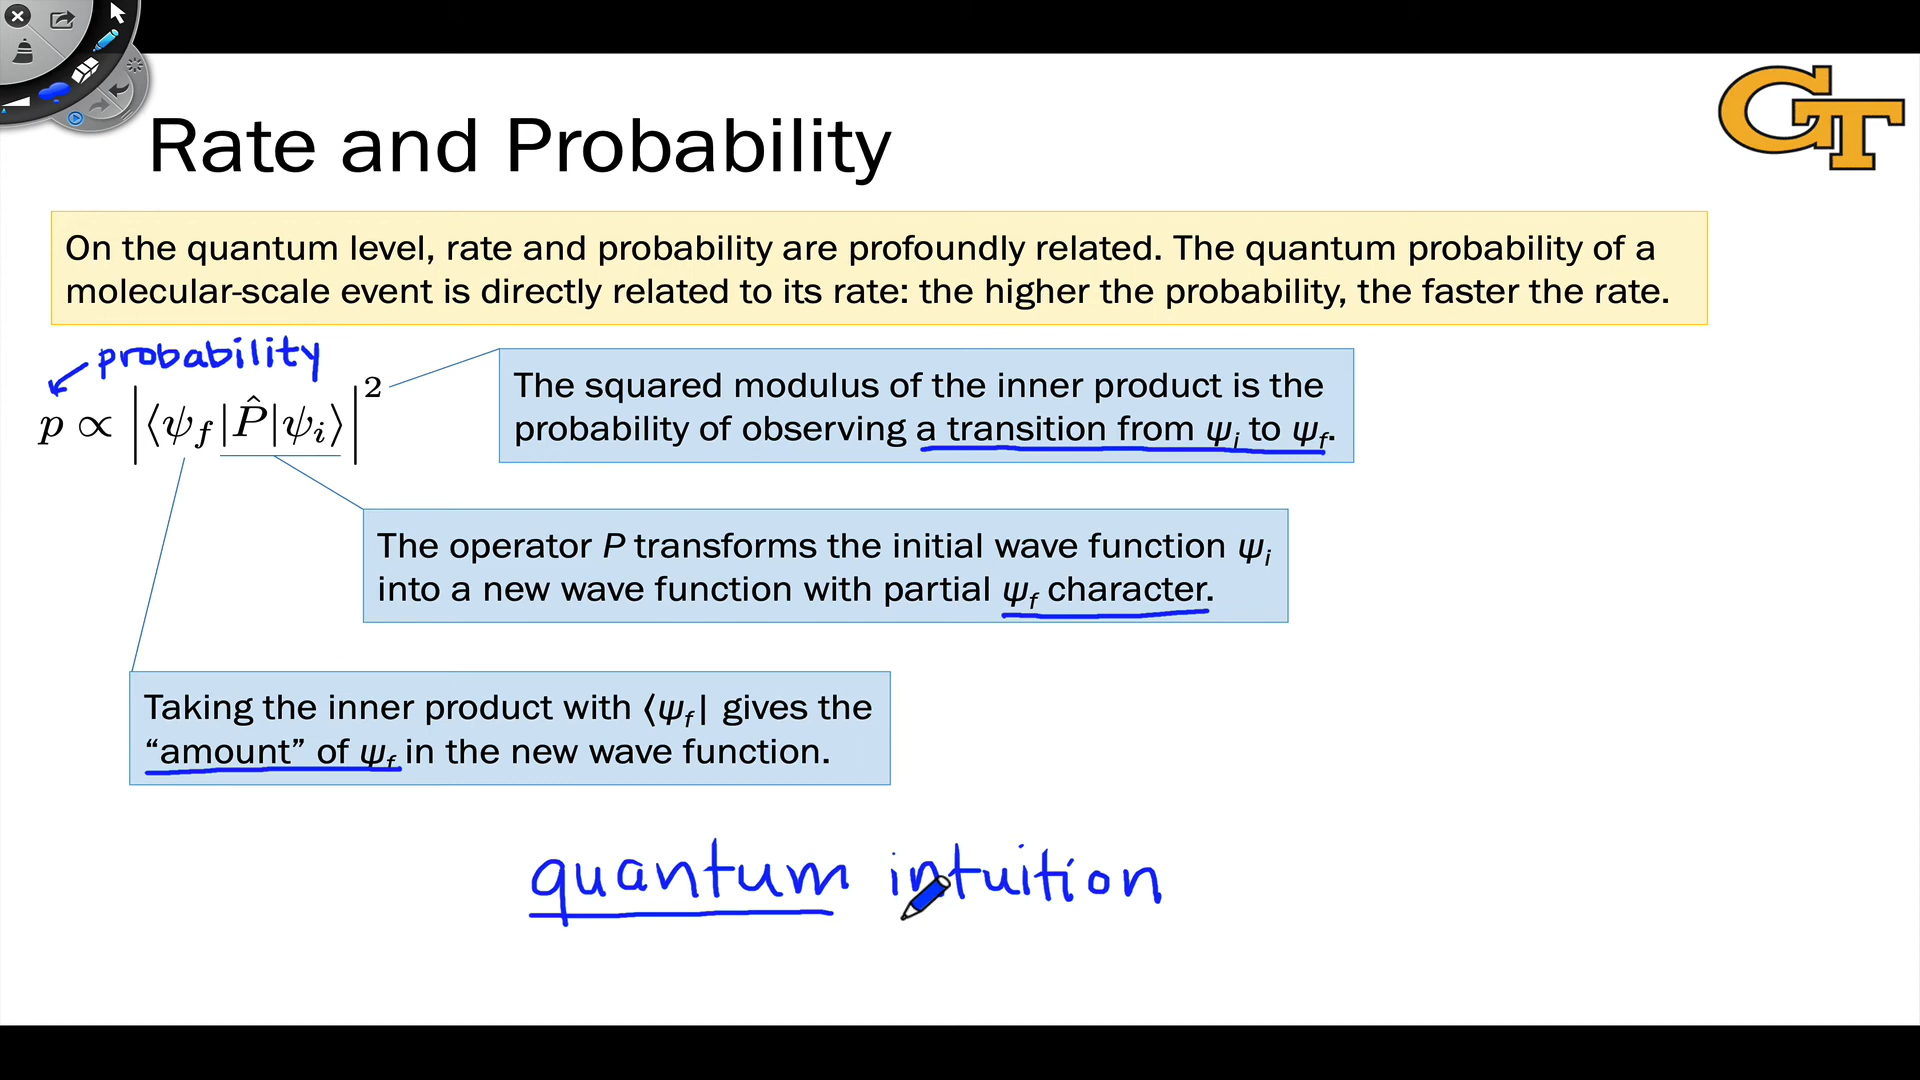 Rate and Probability
GT
On the quantum level, rate and probability are profoundly related. The quantum probability of a
molecular-scale event is directly related to its rate: the higher the probability, the faster the rate.
probability
p ∝ |⟨ψf|P̂|ψi⟩|²
The squared modulus of the inner product is the
probability of observing a transition from ψi to ψf.
The operator P transforms the initial wave function ψi
into a new wave function with partial ψf character.
Taking the inner product with ⟨ψf| gives the
“amount” of ψf in the new wave function.
quantum intuition